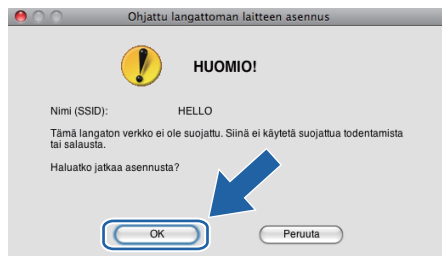 Ohjattu langattoman laitteen asennus
HUOMIO!
Nimi (SSID): HELLO
Tämä langaton verkko ei ole suojattu. Siinä ei käytetä suojattua todentamista
tai salausta.
Haluatko jatkaa asennusta?
OK Peruuta